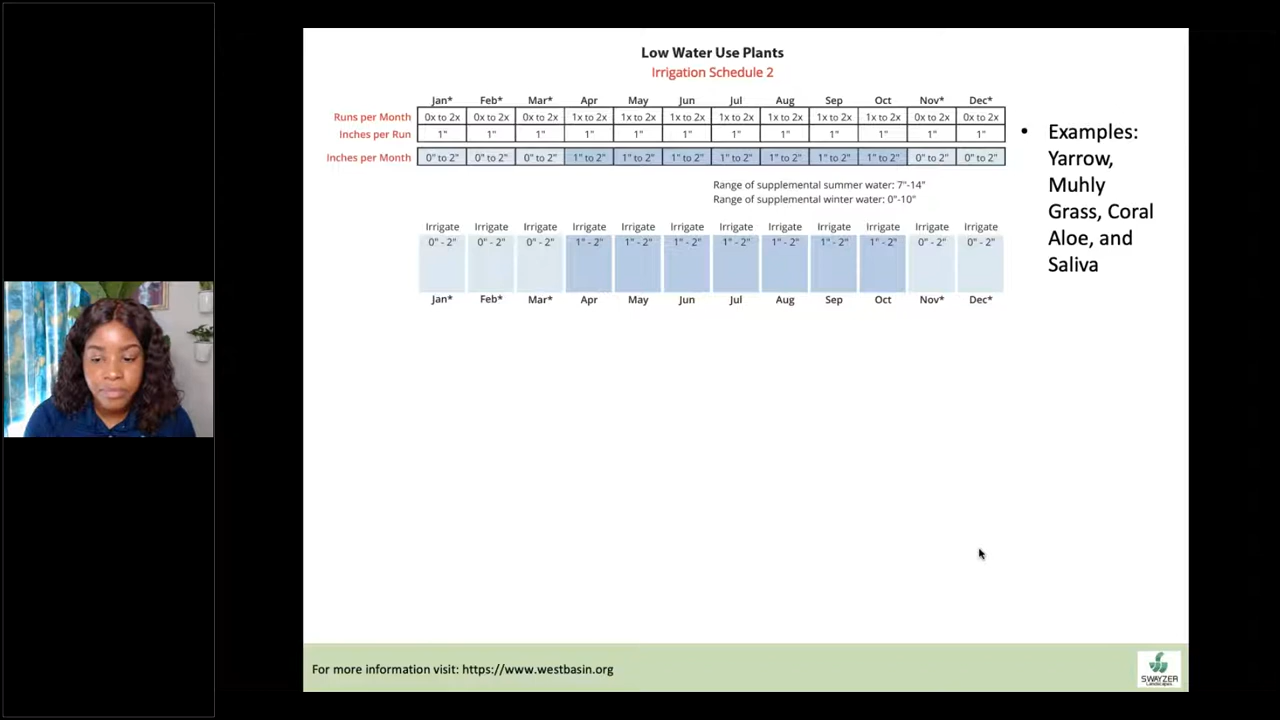 Low Water Use Plants
Irrigation Schedule 2
Jan* Feb* Mar* Apr May Jun Jul Aug Sep Oct Nov* Dec*
Runs per Month 0x to 2x 0x to 2x 0x to 2x 1x to 2x 1x to 2x 1x to 2x 1x to 2x 1x to 2x 1x to 2x 1x to 2x 0x to 2x 0x to 2x
Inches per Run 1" 1" 1" 1" 1" 1" 1" 1" 1" 1" 1" 1"
Inches per Month 0" to 2" 0" to 2" 0" to 2" 1" to 2" 1" to 2" 1" to 2" 1" to 2" 1" to 2" 1" to 2" 1" to 2" 0" to 2" 0" to 2"
Range of supplemental summer water: 7"-14"
Range of supplemental winter water: 0"-10"
Irrigate Irrigate Irrigate Irrigate Irrigate Irrigate Irrigate Irrigate Irrigate Irrigate Irrigate Irrigate
0" - 2" 0" - 2" 0" - 2" 1" - 2" 1" - 2" 1" - 2" 1" - 2" 1" - 2" 1" - 2" 1" - 2" 0" - 2" 0" - 2"
Jan* Feb* Mar* Apr May Jun Jul Aug Sep Oct Nov* Dec*
• Examples:
Yarrow,
Muhly
Grass, Coral
Aloe, and
Saliva
For more information visit: https://www.westbasin.org
SWAYZER
LANDSCAPES